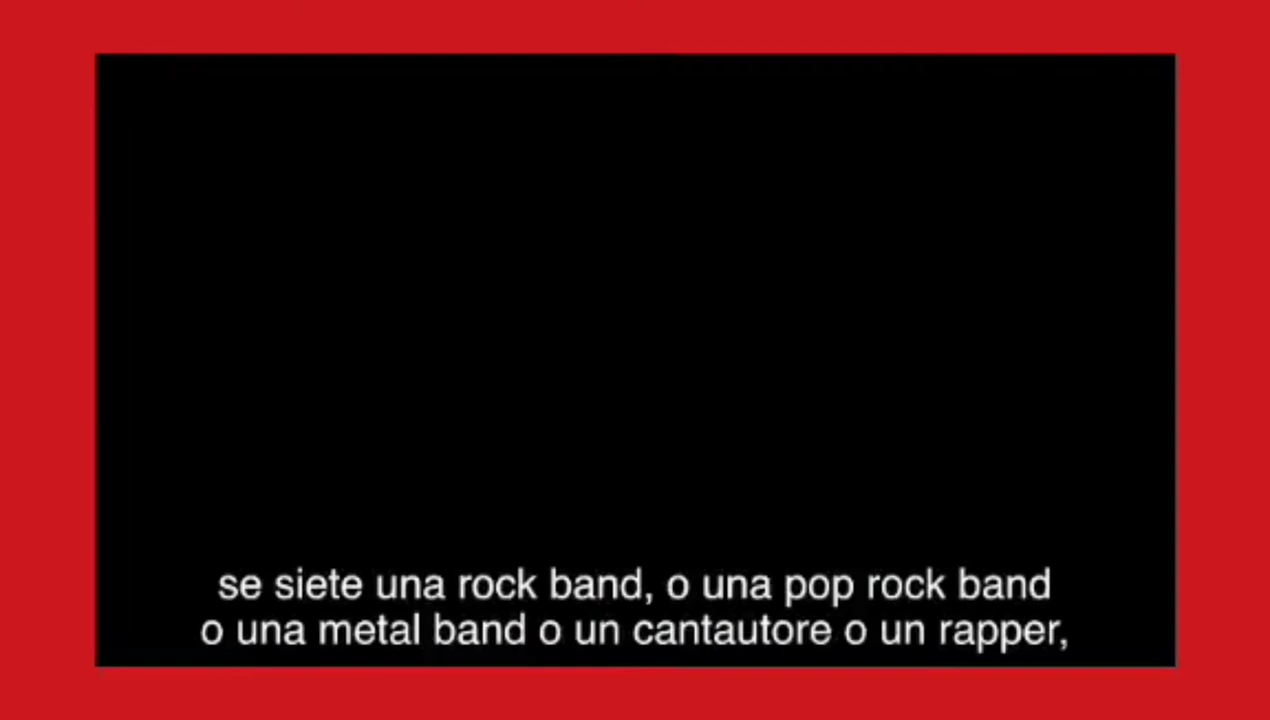 se siete una rock band, o una pop rock band
o una metal band o un cantautore o un rapper,